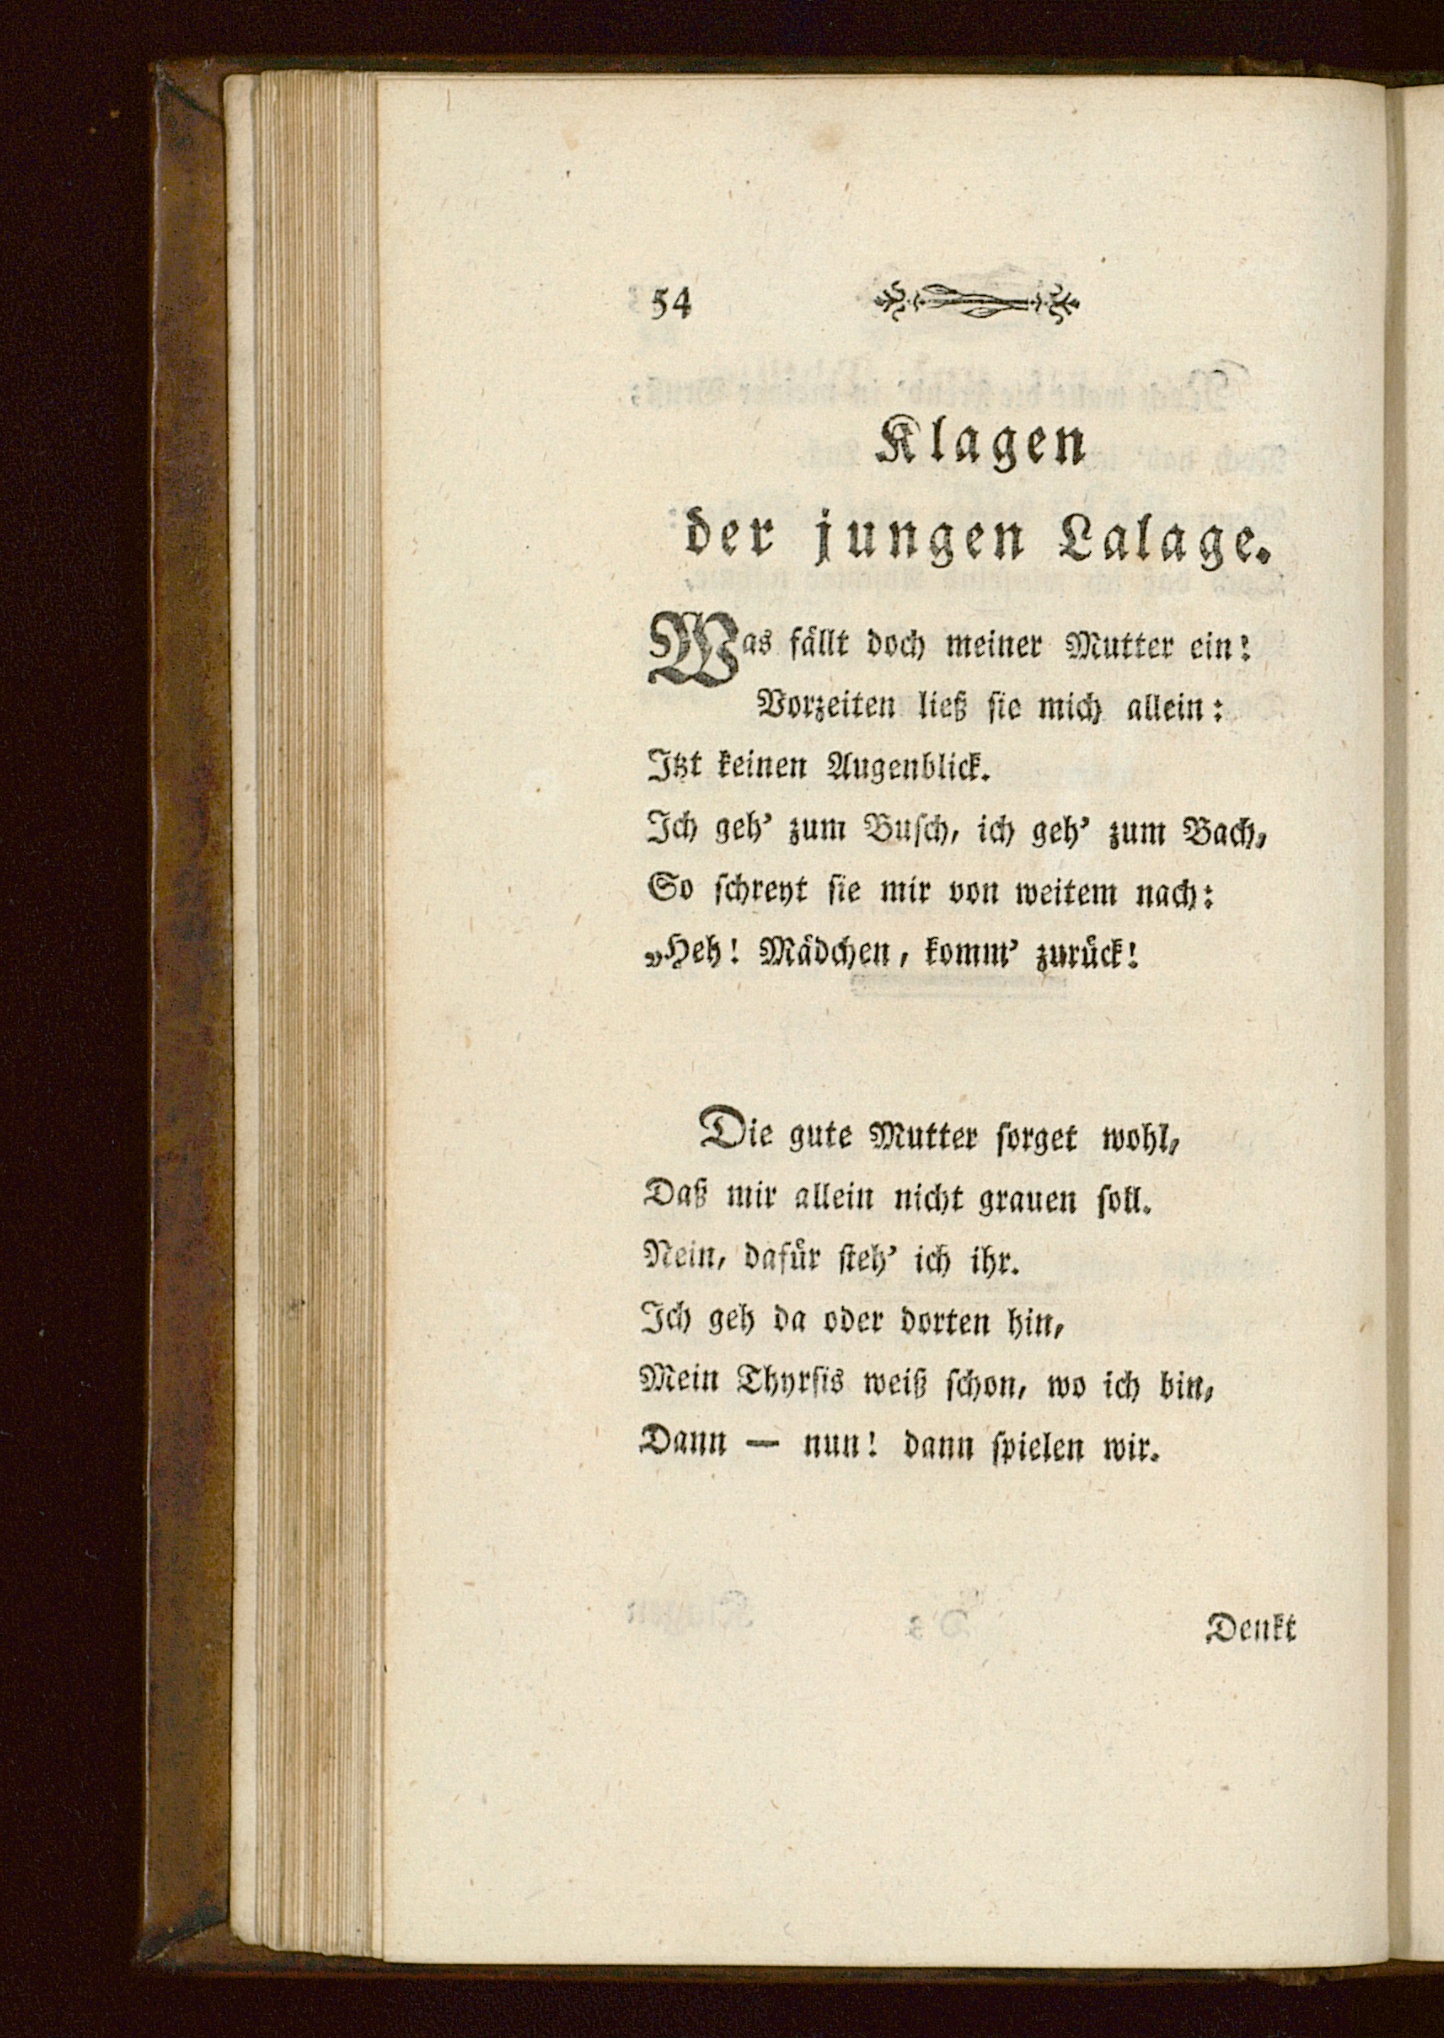 54
Klagen
der jungen Lalage.
Was fällt doch meiner Mutter ein!
Vorzeiten ließ sie mich allein:
Itzt keinen Augenblick.
Ich geh' zum Busch, ich geh' zum Bach,
So schreyt sie mir von weitem nach:
„Heh! Mädchen, komm' zurück!
Die gute Mutter sorget wohl,
Daß mir allein nicht grauen soll.
Nein, dafür steh' ich ihr.
Ich geh da oder dorten hin,
Mein Thyrsis weiß schon, wo ich bin,
Dann — nun! dann spielen wir.
Denkt